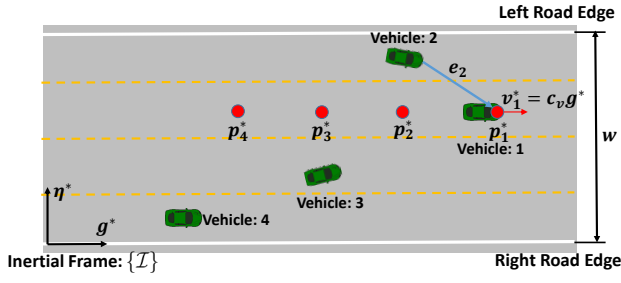 Left Road Edge
Vehicle: 2
e₂
v₁* = c_v g*
p₄*
p₃*
p₂*
p₁*
w
Vehicle: 1
η*
Vehicle: 3
Vehicle: 4
g*
Inertial Frame: {ℐ}
Right Road Edge